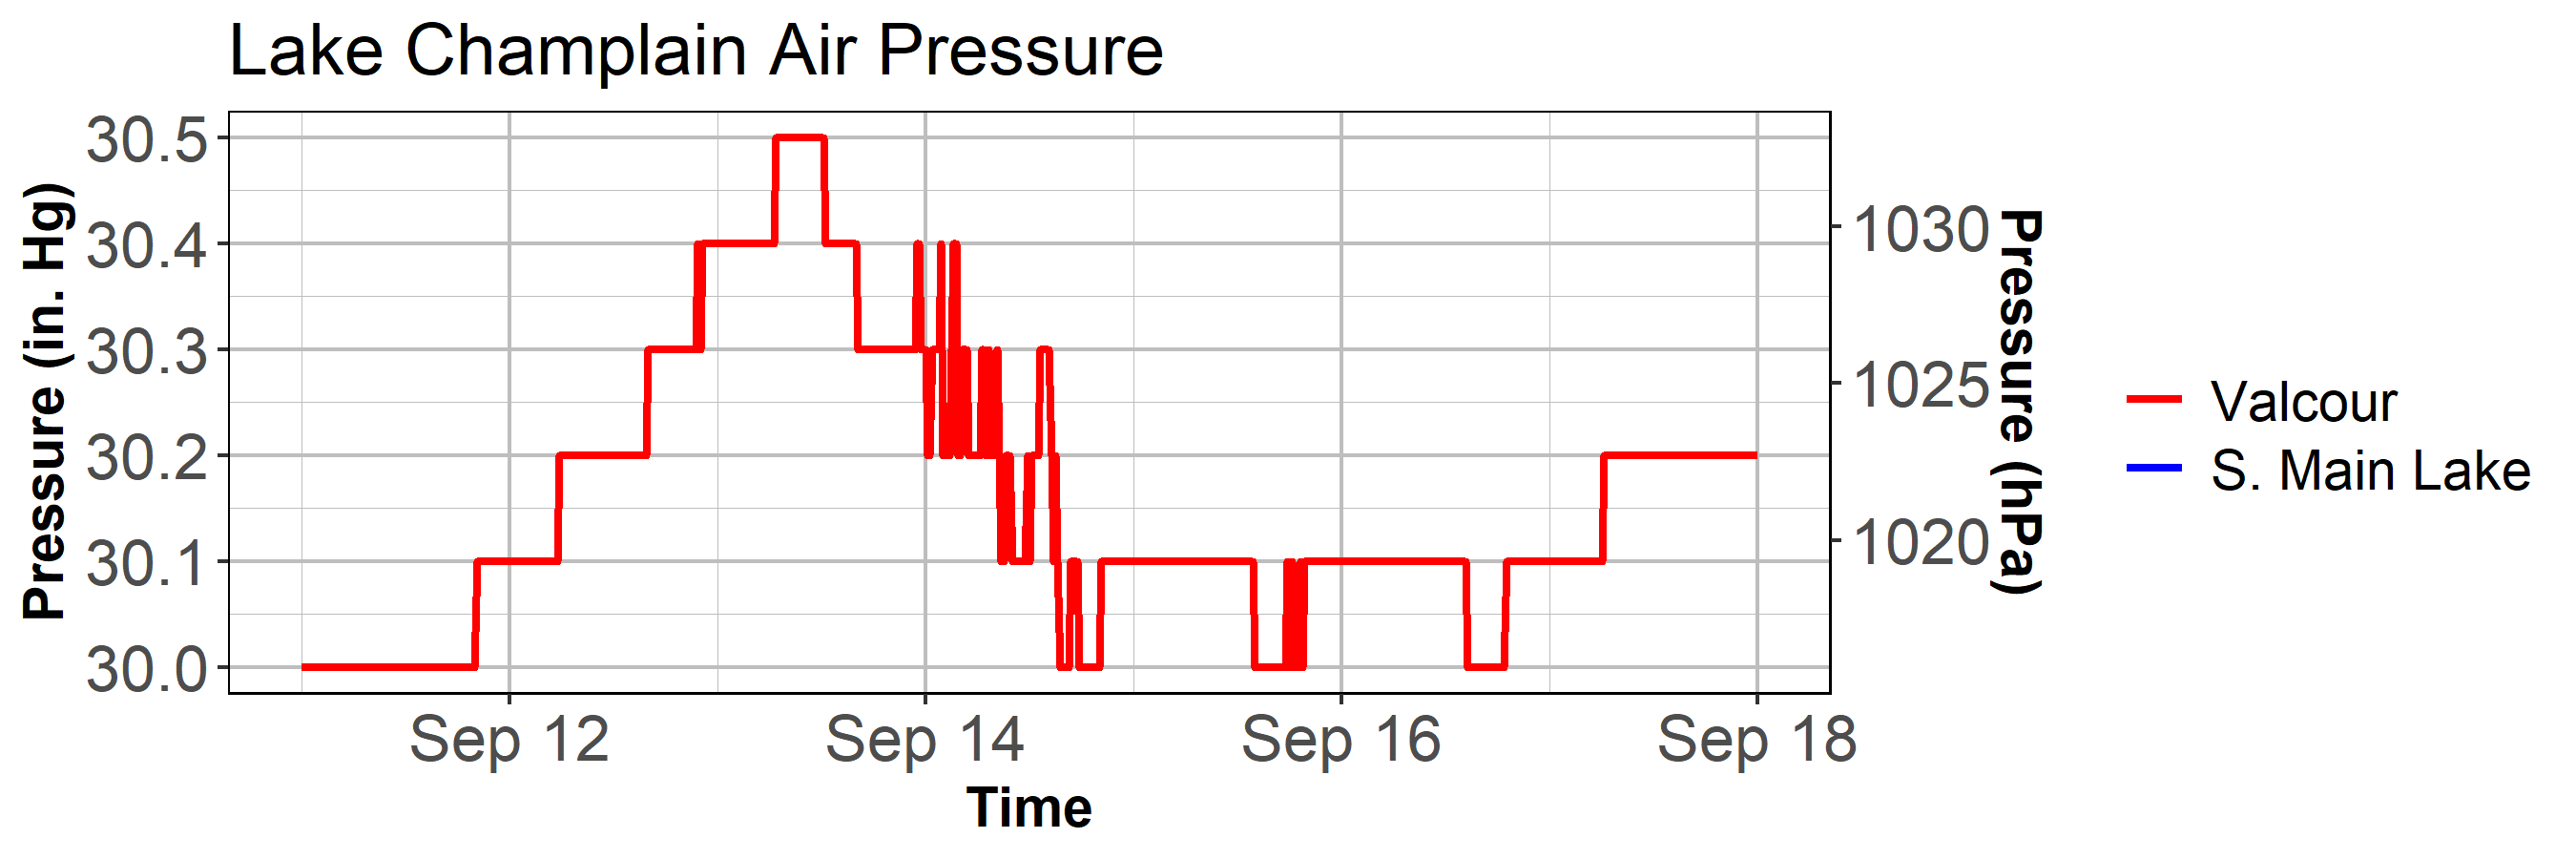 Lake Champlain Air Pressure
Pressure (in. Hg)
30.5
30.4
30.3
30.2
30.1
30.0
1030
1025
1020
Pressure (hPa)
Valcour
S. Main Lake
Sep 12 Sep 14 Sep 16 Sep 18
Time